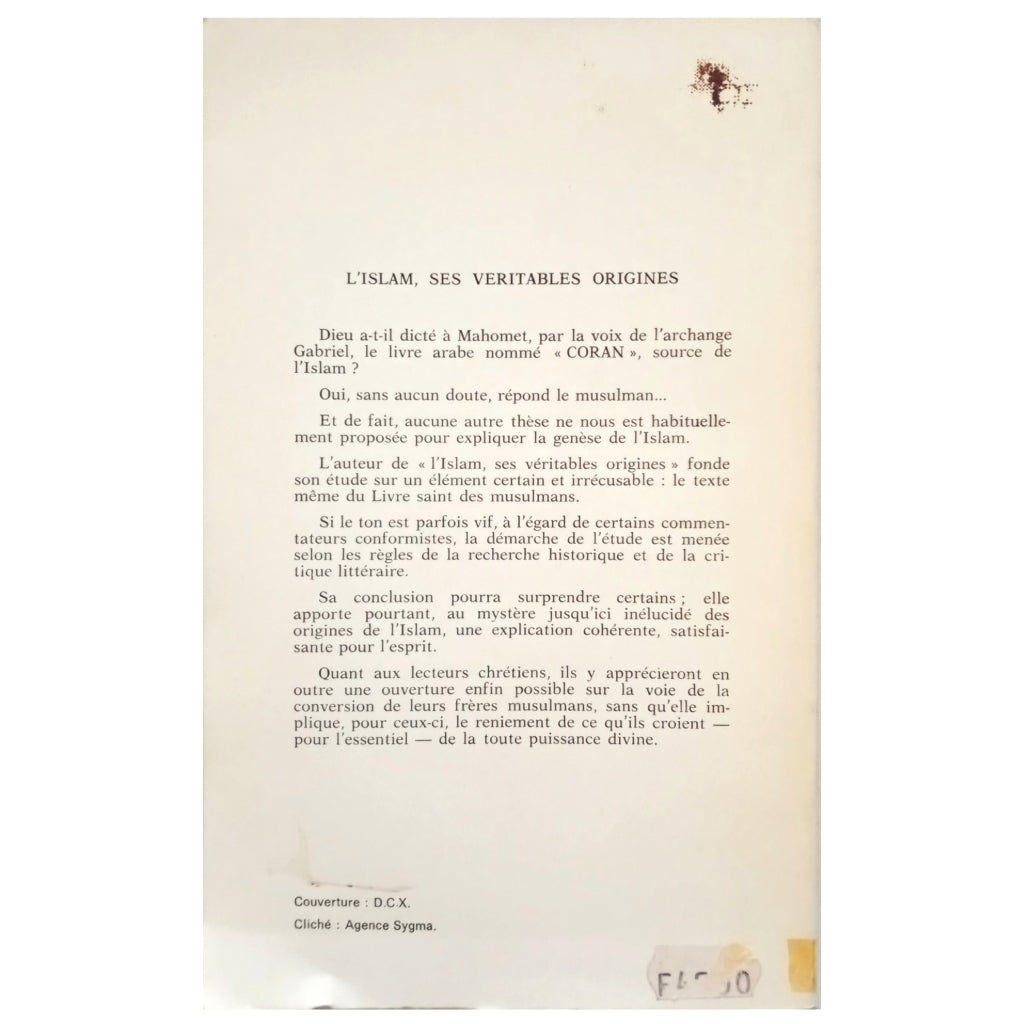 L'ISLAM, SES VERITABLES ORIGINES
Dieu a-t-il dicté à Mahomet, par la voix de l'archange
Gabriel, le livre arabe nommé « CORAN », source de
l'Islam ?
Oui, sans aucun doute, répond le musulman...
Et de fait, aucune autre thèse ne nous est habituelle-
ment proposée pour expliquer la genèse de l'Islam.
L'auteur de « l'Islam, ses véritables origines » fonde
son étude sur un élément certain et irrécusable : le texte
même du Livre saint des musulmans.
Si le ton est parfois vif, à l'égard de certains commen-
tateurs conformistes, la démarche de l'étude est menée
selon les règles de la recherche historique et de la cri-
tique littéraire.
Sa conclusion pourra surprendre certains ; elle
apporte pourtant, au mystère jusqu'ici inélucidé des
origines de l'Islam, une explication cohérente, satisfai-
sante pour l'esprit.
Quant aux lecteurs chrétiens, ils y apprécieront en
outre une ouverture enfin possible sur la voie de la
conversion de leurs frères musulmans, sans qu'elle im-
plique, pour ceux-ci, le reniement de ce qu'ils croient —
pour l'essentiel — de la toute puissance divine.
Couverture : D.C.X.
Cliché : Agence Sygma.